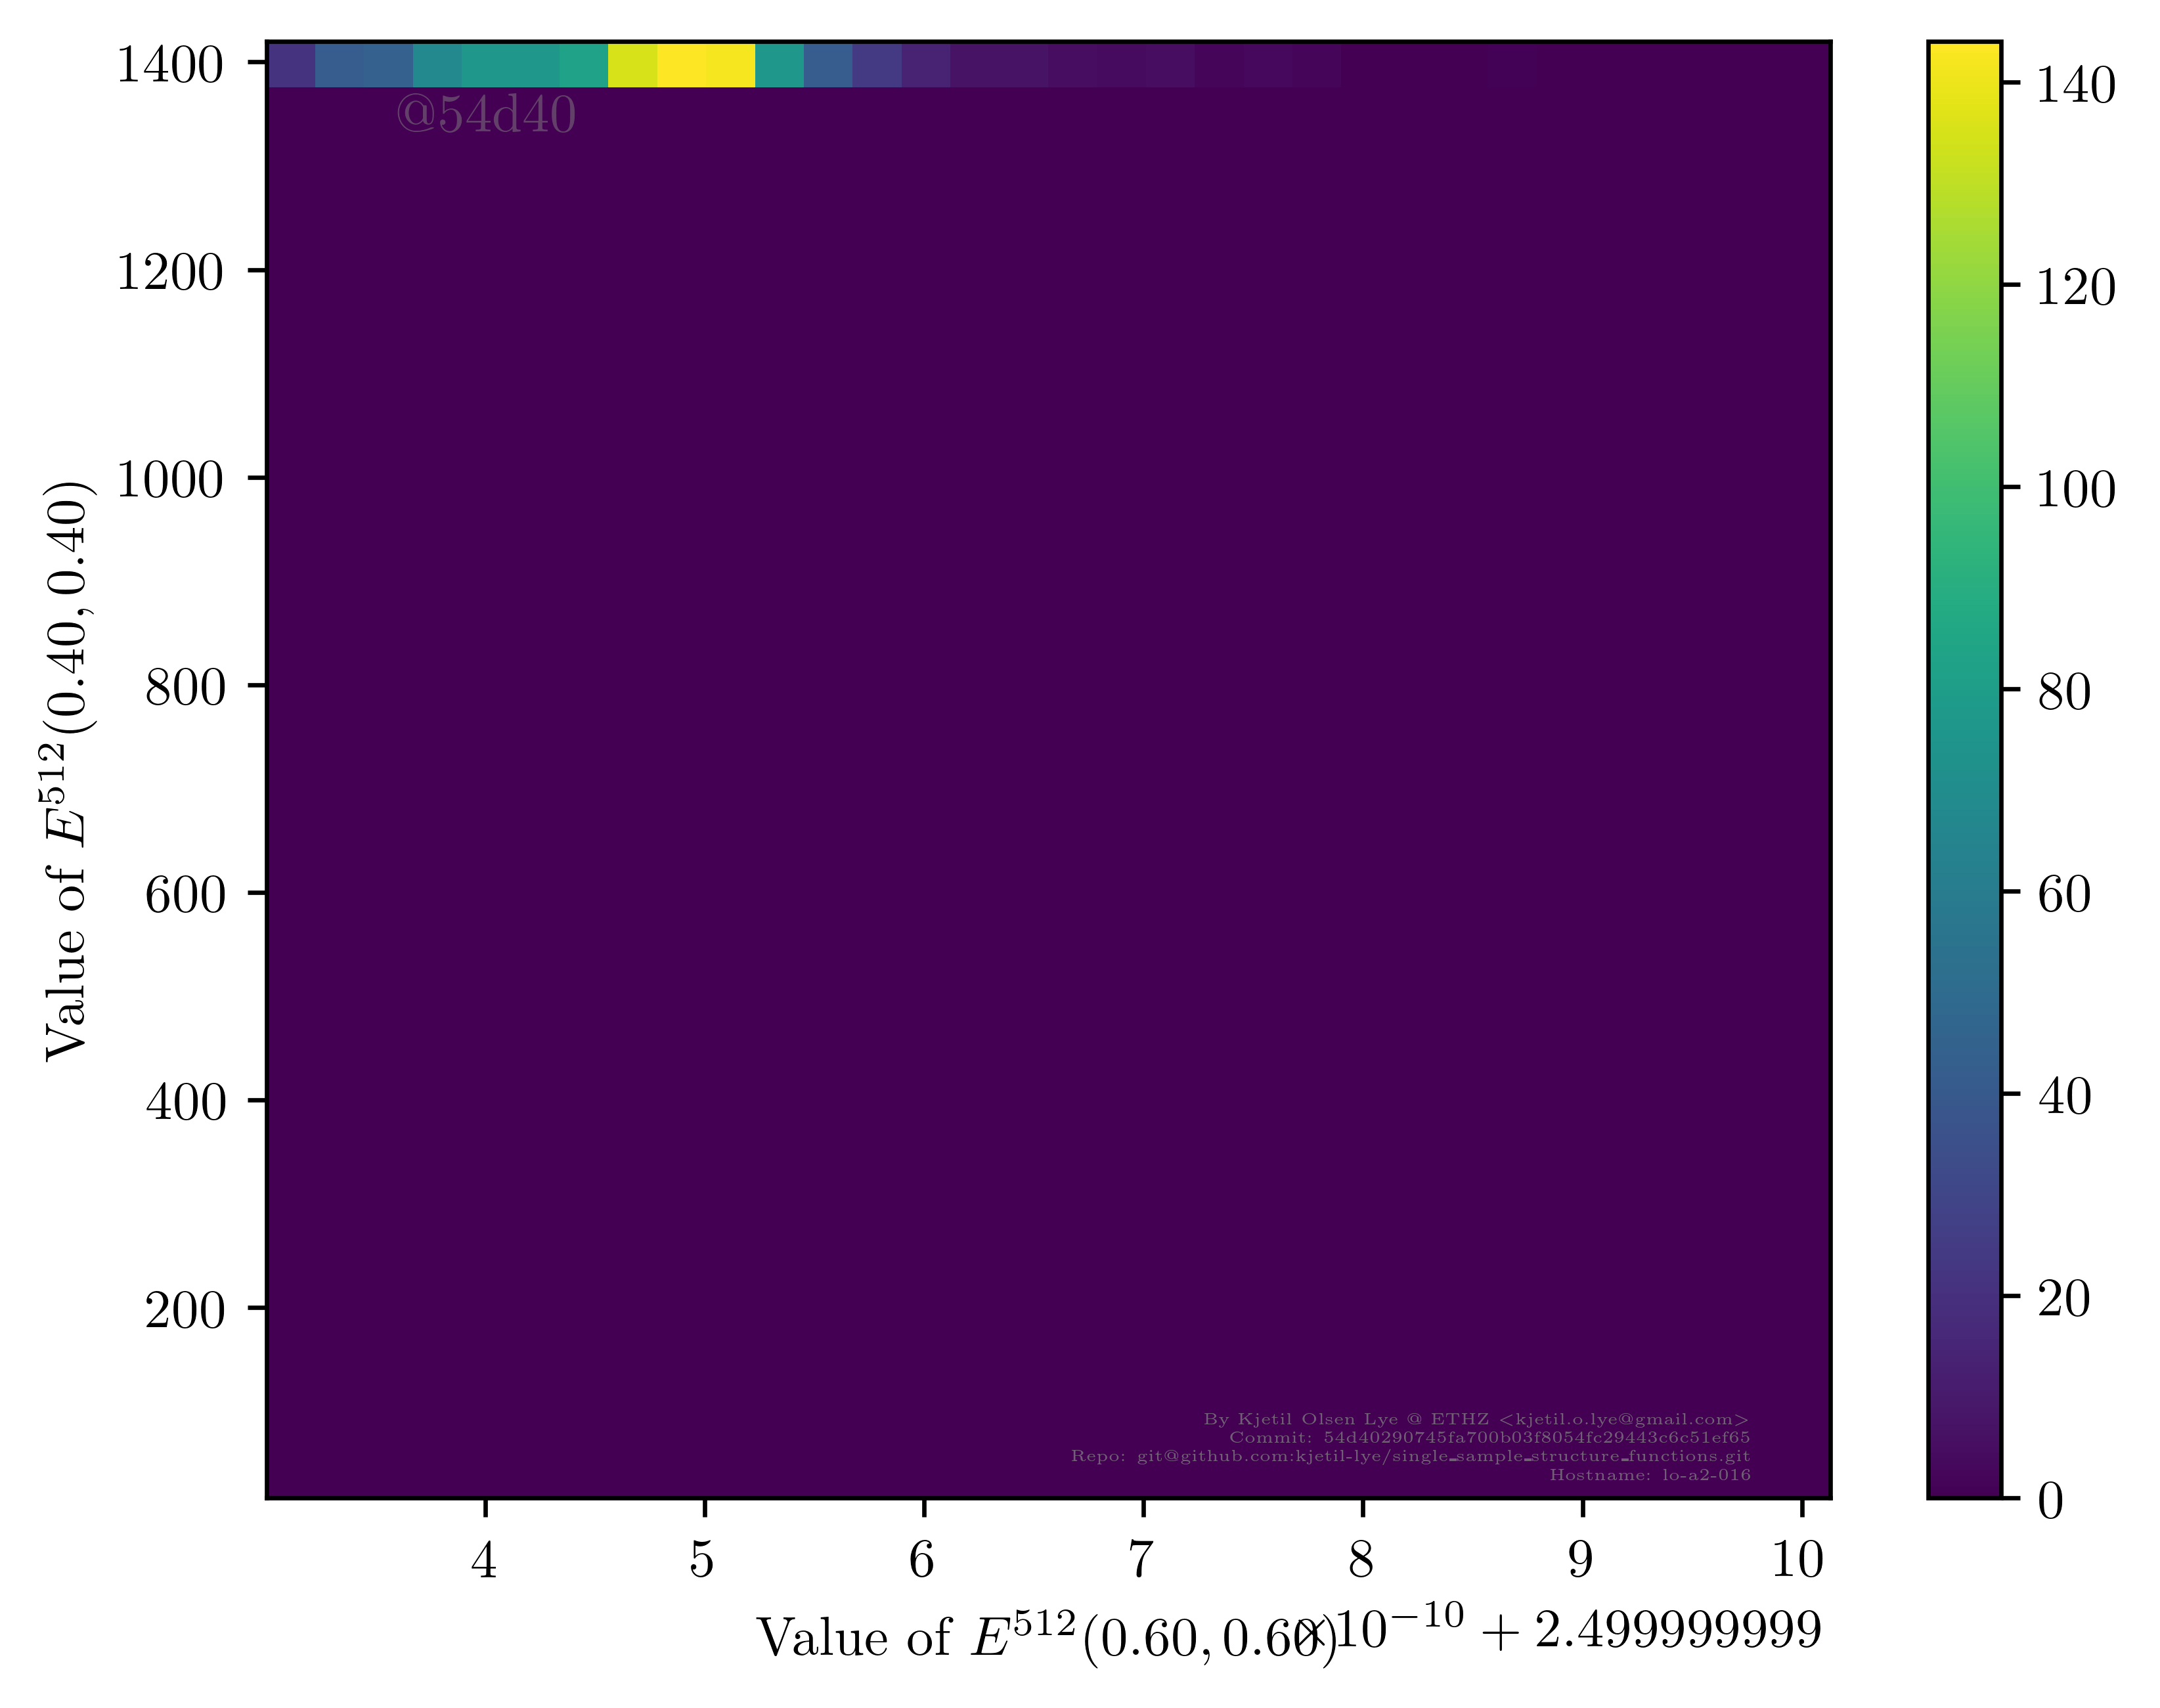 1400
1200
1000
800
600
400
200
Value of E^512(0.40, 0.40)
@54d40
By Kjetil Olsen Lye @ ETHZ <kjetil.o.lye@gmail.com>
Commit: 54d40290745fa700b03f8054fc29443c6c51ef65
Repo: git@github.com:kjetil-lye/single_sample_structure_functions.git
Hostname: lo-a2-016
4 5 6 7 8 9 10
Value of E^512(0.60, 0.60)
×10^−10 + 2.499999999
140
120
100
80
60
40
20
0